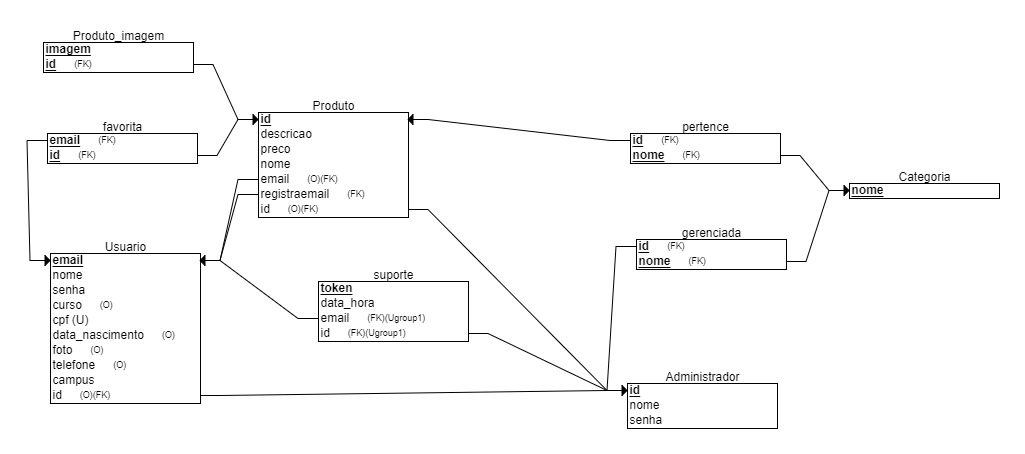 Produto_imagem
imagem
id (FK)
favorita
email (FK)
id (FK)
Produto
id
descricao
preco
nome
email (O)(FK)
registraemail (FK)
id (O)(FK)
pertence
id (FK)
nome (FK)
Categoria
nome
gerenciada
id (FK)
nome (FK)
Usuario
email
nome
senha
curso (O)
cpf (U)
data_nascimento (O)
foto (O)
telefone (O)
campus
id (O)(FK)
suporte
token
data_hora
email (FK)(Ugroup1)
id (FK)(Ugroup1)
Administrador
id
nome
senha